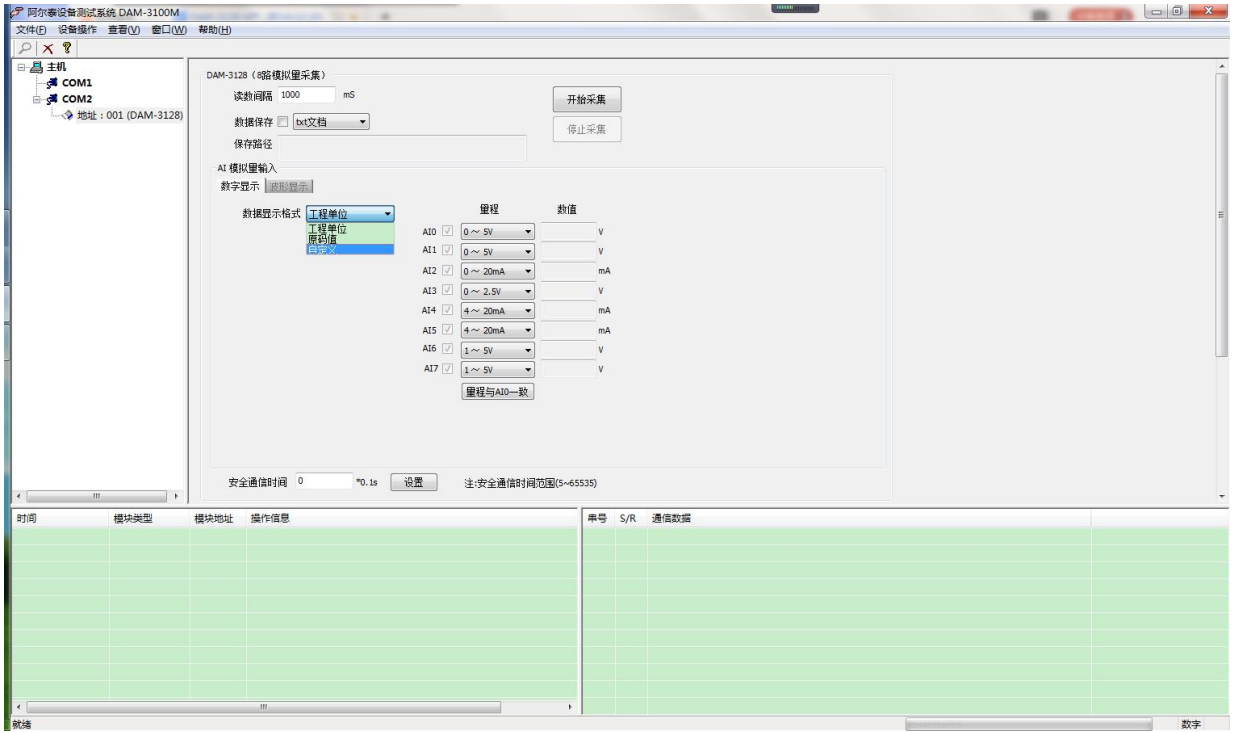 阿尔泰设备测试系统 DAM-3100M
文件(F) 设备操作 查看(V) 窗口(W) 帮助(H)
主机
COM1
COM2
地址：001 (DAM-3128)
DAM-3128（8路模拟量采集）
读数间隔 1000 mS
开始采集
数据保存 txt文档
停止采集
保存路径
AI 模拟量输入
数字显示 波形显示
数据显示格式 工程单位
工程单位
原码值
自定义
量程 数值
AI0 0～ 5V V
AI1 0～ 5V V
AI2 0～ 20mA mA
AI3 0～ 2.5V V
AI4 4～ 20mA mA
AI5 4～ 20mA mA
AI6 1～ 5V V
AI7 1～ 5V V
量程与AI0一致
安全通信时间 0 *0.1s 设置 注:安全通信时间范围(5~65535)
时间 模块类型 模块地址 操作信息
串号 S/R 通信数据
就绪 数字